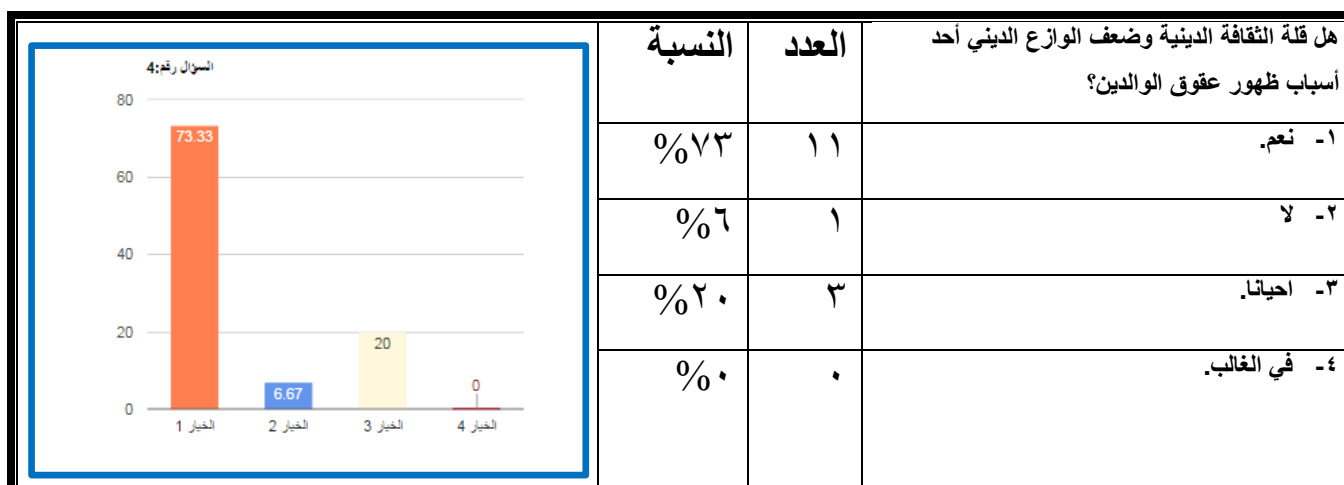 هل قلة الثقافة الدينية وضعف الوازع الديني أحد
أسباب ظهور عقوق الوالدين؟
العدد
النسبة
١- نعم.
١١
%٧٣
٢- لا
١
%٦
٣- احيانا.
٣
%٢٠
٤- في الغالب.
٠
%٠
السؤال رقم:4
80
60
40
20
0
73.33
6.67
20
0
الخيار 1
الخيار 2
الخيار 3
الخيار 4